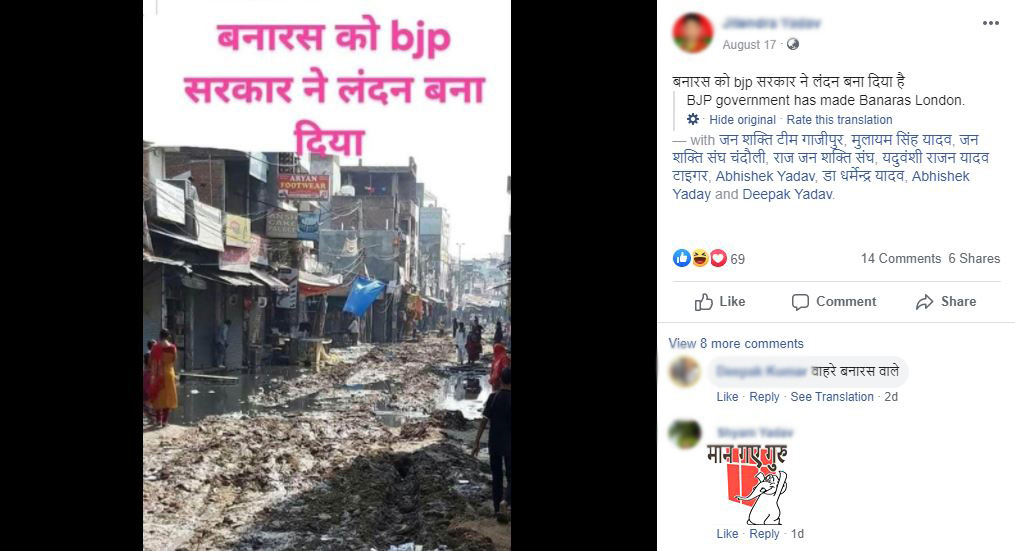 बनारस को bjp
सरकार ने लंदन बना
दिया
ARYAN
FOOTWEAR
CAKE
PALACE
August 17 ·
बनारस को bjp सरकार ने लंदन बना दिया है
BJP government has made Banaras London.
· Hide original · Rate this translation
— with जन शक्ति टीम गाजीपुर, मुलायम सिंह यादव, जन
शक्ति संघ चंदौली, राज जन शक्ति संघ, यदुवंशी राजन यादव
टाइगर, Abhishek Yadav, डा धर्मेन्द्र यादव, Abhishek
Yaday and Deepak Yadav.
69
14 Comments 6 Shares
Like
Comment
Share
View 8 more comments
वाहरे बनारस वाले
Like · Reply · See Translation · 2d
मान गए गुरु
Like · Reply · 1d